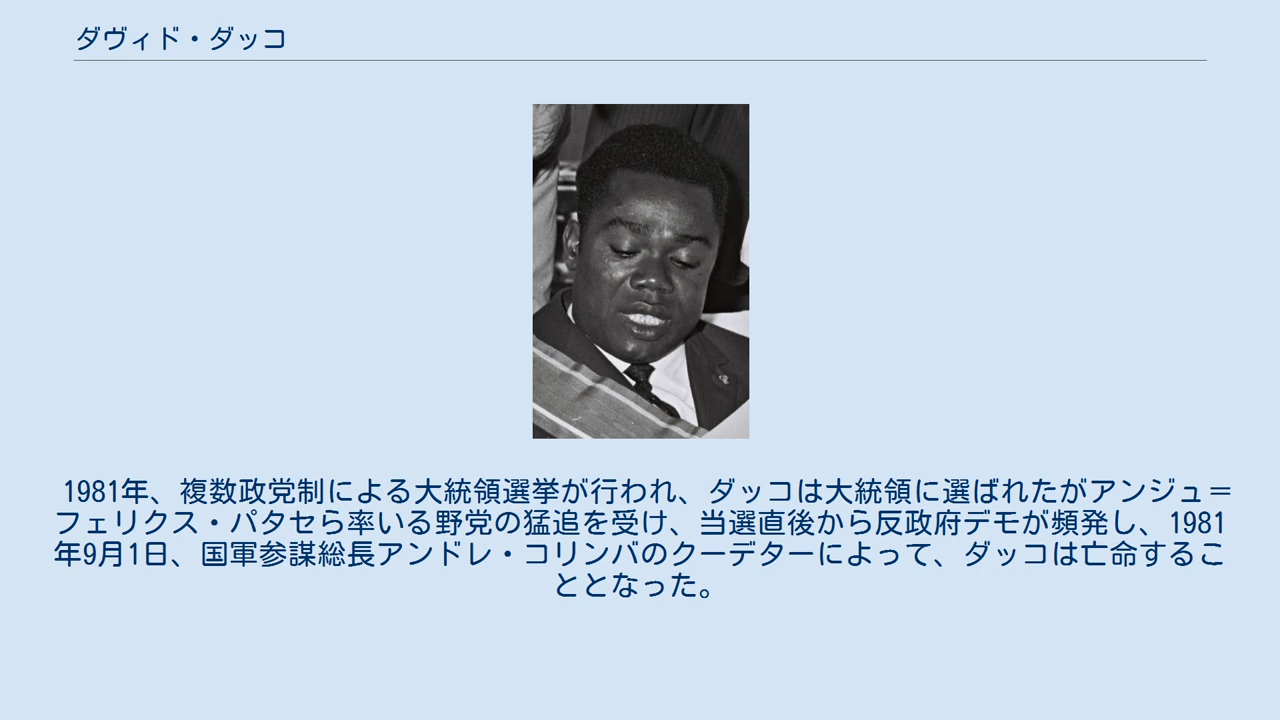 ダヴィド・ダッコ
1981年、複数政党制による大統領選挙が行われ、ダッコは大統領に選ばれたがアンジュ＝
フェリクス・パタセら率いる野党の猛追を受け、当選直後から反政府デモが頻発し、1981
年9月1日、国軍参謀総長アンドレ・コリンバのクーデターによって、ダッコは亡命するこ
ととなった。